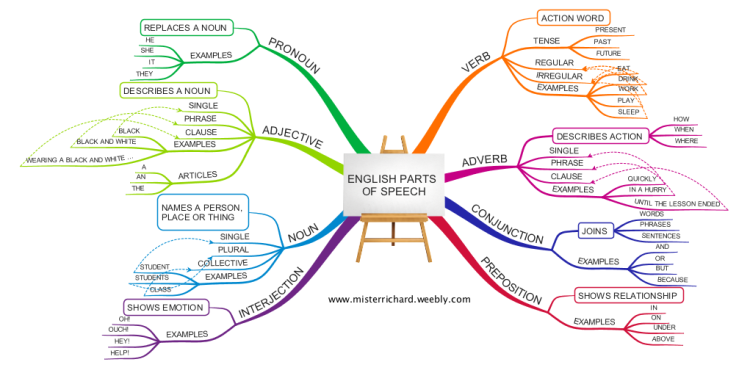 ENGLISH PARTS
OF SPEECH
PRONOUN
REPLACES A NOUN
EXAMPLES
HE
SHE
IT
THEY
ADJECTIVE
DESCRIBES A NOUN
SINGLE
PHRASE
CLAUSE
EXAMPLES
BLACK
BLACK AND WHITE
WEARING A BLACK AND WHITE ...
ARTICLES
A
AN
THE
NOUN
NAMES A PERSON,
PLACE OR THING
SINGLE
PLURAL
COLLECTIVE
EXAMPLES
STUDENT
STUDENTS
CLASS
INTERJECTION
SHOWS EMOTION
EXAMPLES
OH!
OUCH!
HEY!
HELP!
VERB
ACTION WORD
TENSE
PRESENT
PAST
FUTURE
REGULAR
IRREGULAR
EXAMPLES
EAT
DRINK
WORK
PLAY
SLEEP
ADVERB
DESCRIBES ACTION
HOW
WHEN
WHERE
SINGLE
PHRASE
CLAUSE
EXAMPLES
QUICKLY
IN A HURRY
UNTIL THE LESSON ENDED
CONJUNCTION
JOINS
WORDS
PHRASES
SENTENCES
EXAMPLES
AND
OR
BUT
BECAUSE
PREPOSITION
SHOWS RELATIONSHIP
EXAMPLES
IN
ON
UNDER
ABOVE
www.misterrichard.weebly.com